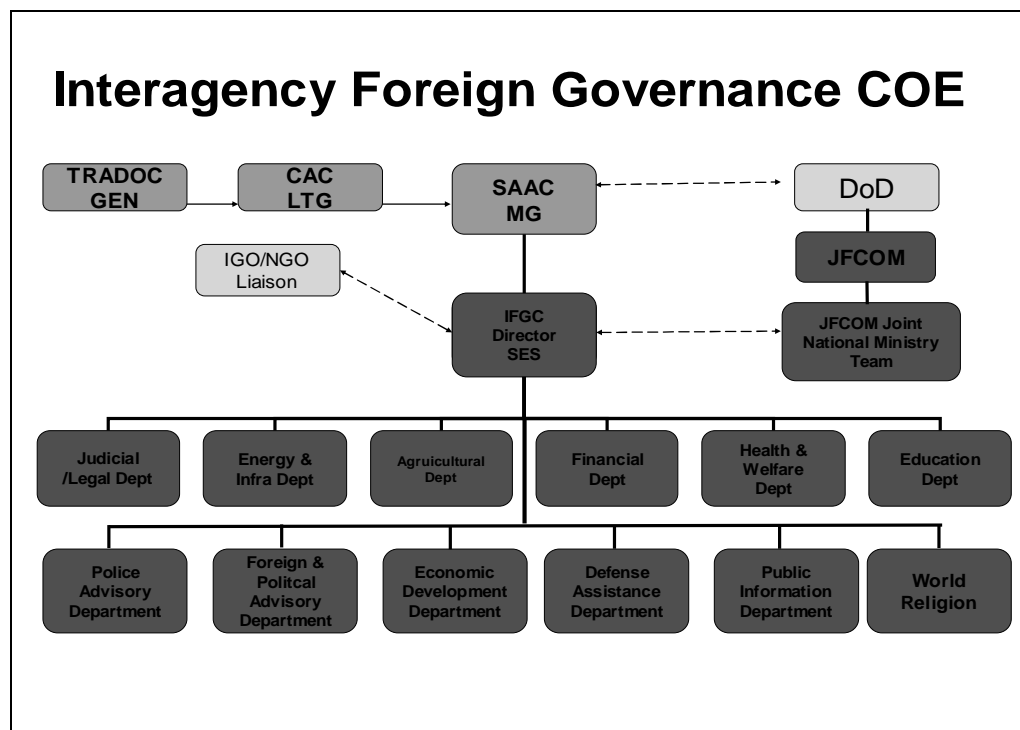 Interagency Foreign Governance COE
TRADOC
GEN
CAC
LTG
SAAC
MG
DoD
IGO/NGO
Liaison
JFCOM
IFGC
Director
SES
JFCOM Joint
National Ministry
Team
Judicial
/Legal Dept
Energy &
Infra Dept
Agruicultural
Dept
Financial
Dept
Health &
Welfare
Dept
Education
Dept
Police
Advisory
Department
Foreign &
Politcal
Advisory
Department
Economic
Development
Department
Defense
Assistance
Department
Public
Information
Department
World
Religion